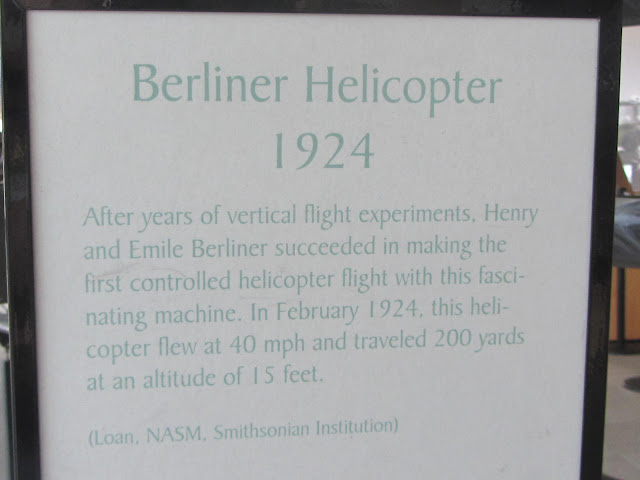 Berliner Helicopter
1924
After years of vertical flight experiments, Henry
and Emile Berliner succeeded in making the
first controlled helicopter flight with this fasci-
nating machine. In February 1924, this heli-
copter flew at 40 mph and traveled 200 yards
at an altitude of 15 feet.
(Loan, NASM, Smithsonian Institution)